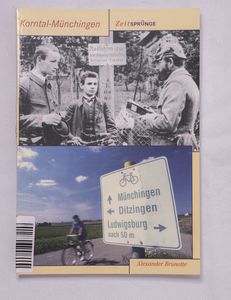 Korntal-Münchingen
ZeitSPRÜNGE
Münchingen
Ditzingen
Ludwigsburg
nach 50 m
Alexander Brunotte